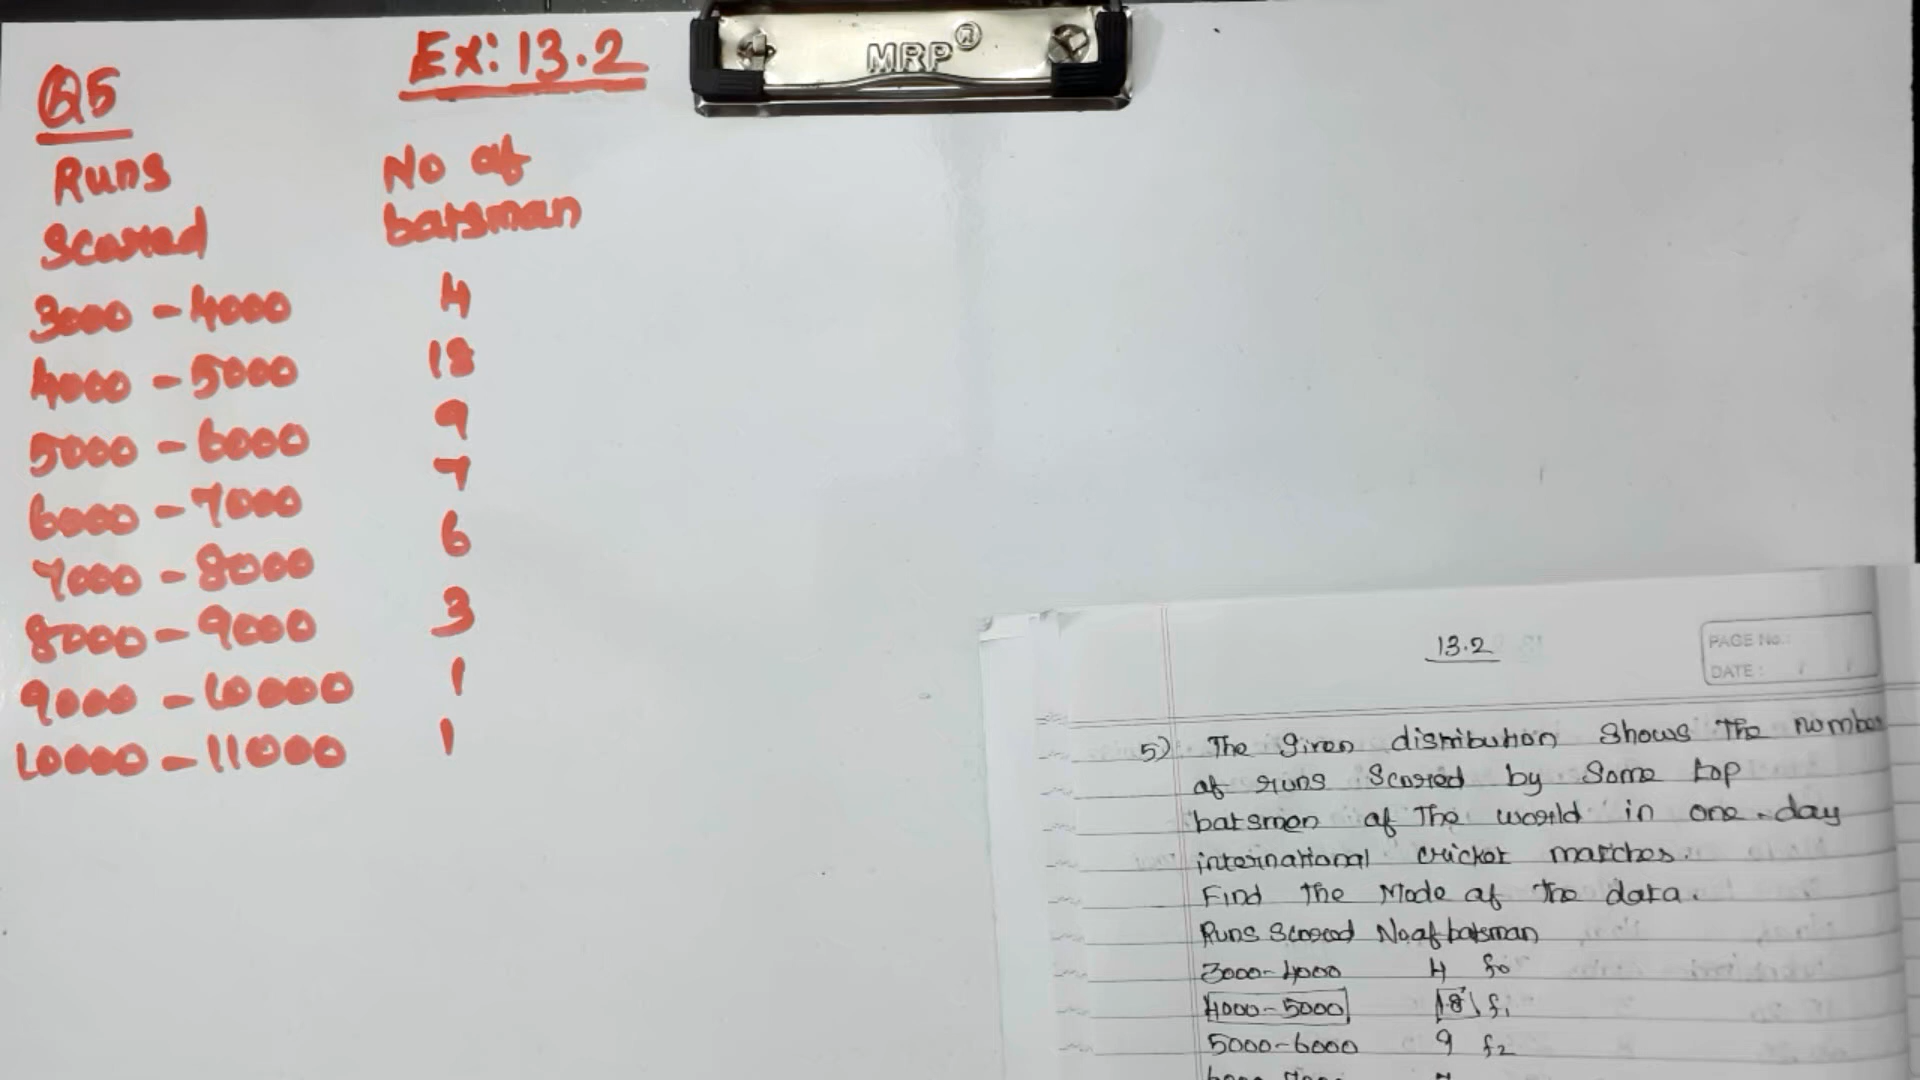 Ex: 13.2
Q5
MRP®
Runs Scored No of batsman
3000 - 4000 4
4000 - 5000 18
5000 - 6000 9
6000 - 7000 7
7000 - 8000 6
8000 - 9000 3
9000 - 10000 1
10000 - 11000 1
13.2
PAGE No.:
DATE: / /
5) The given distribution shows the number
of runs scored by some top
batsmen of the world in one-day
international cricket matches.
Find the Mode of the data.
Runs scored No of batsman
3000-4000 4 f0
4000-5000 18 f1
5000-6000 9 f2